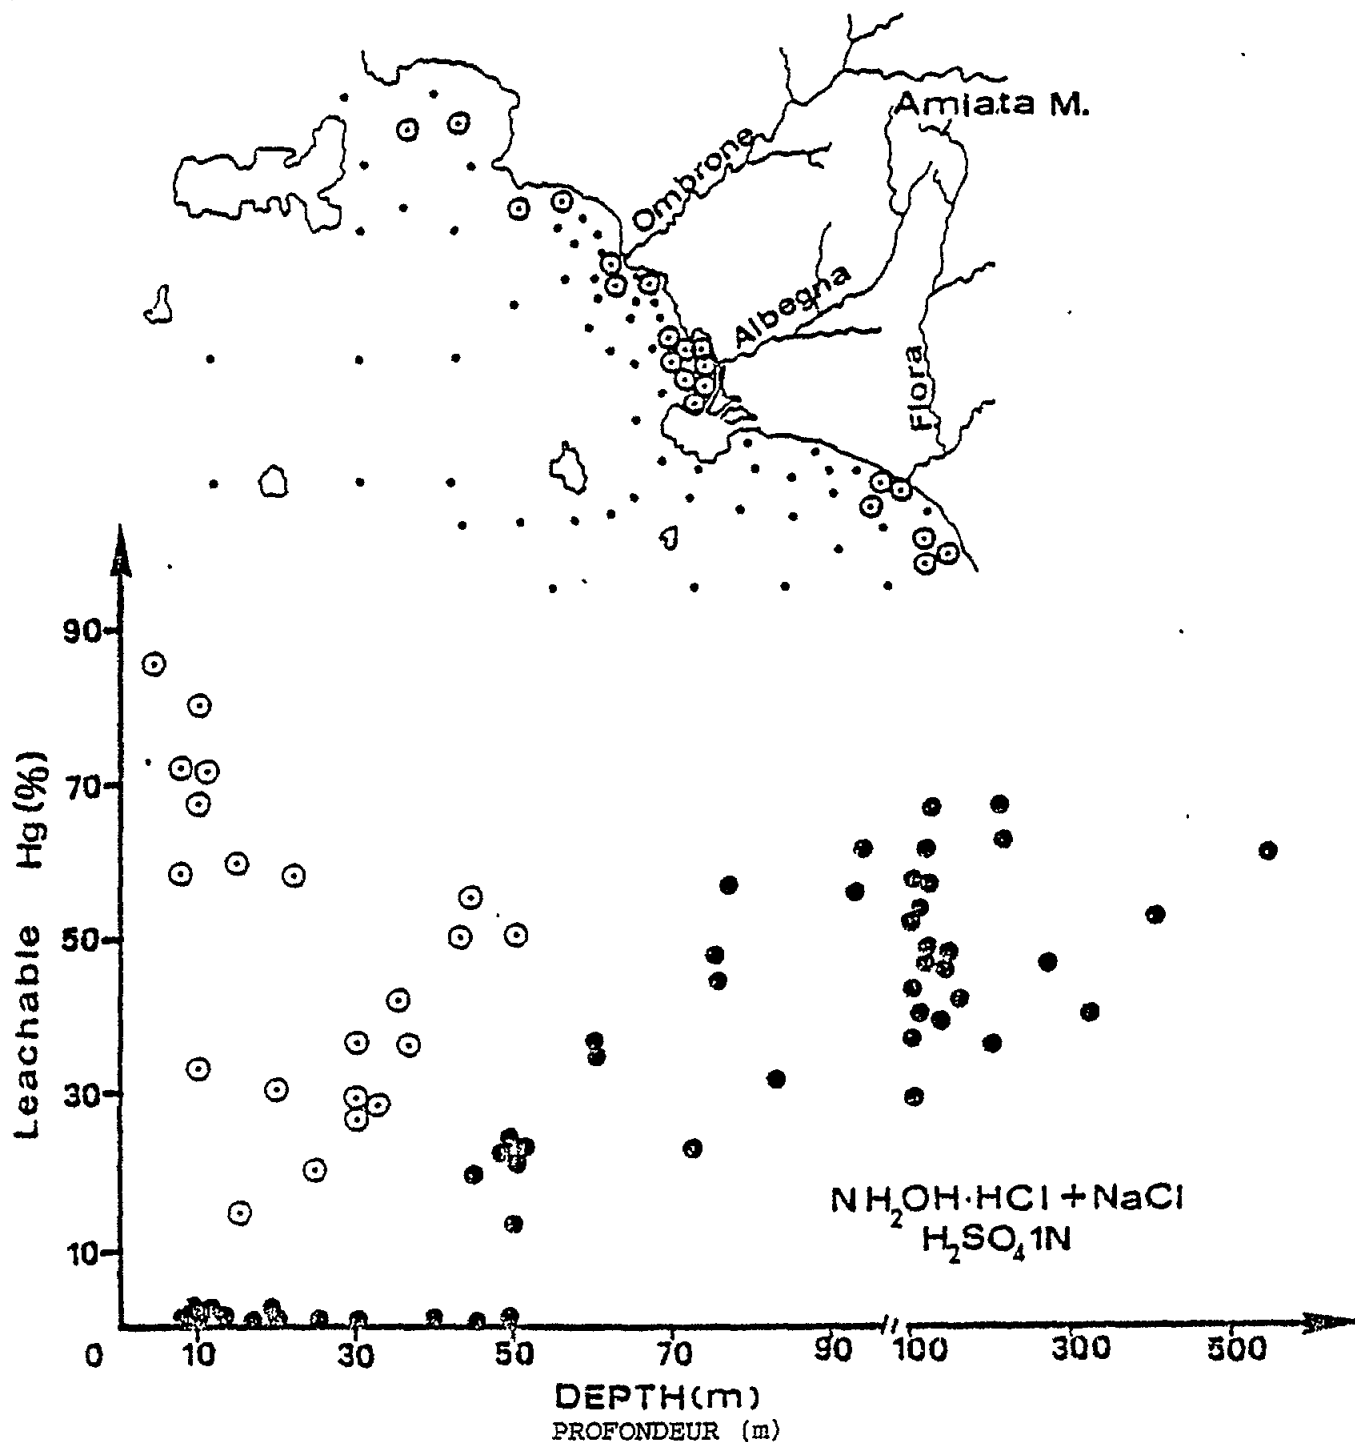 Amiata M.
Ombrone
Albegna
Flora
Leachable Hg (%)
90
70
50
30
10
NH₂OH·HCl + NaCl
H₂SO₄ 1N
0 10 30 50 70 90 100 300 500
DEPTH (m)
PROFONDEUR (m)